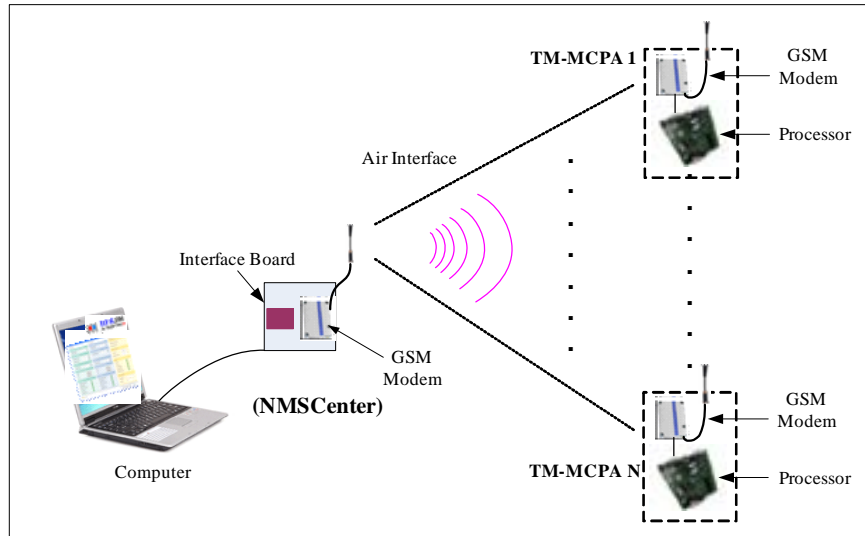 TM-MCPA 1
GSM
Modem
Processor
Air Interface
Interface Board
GSM
Modem
(NMSCenter)
Computer
GSM
Modem
TM-MCPA N
Processor